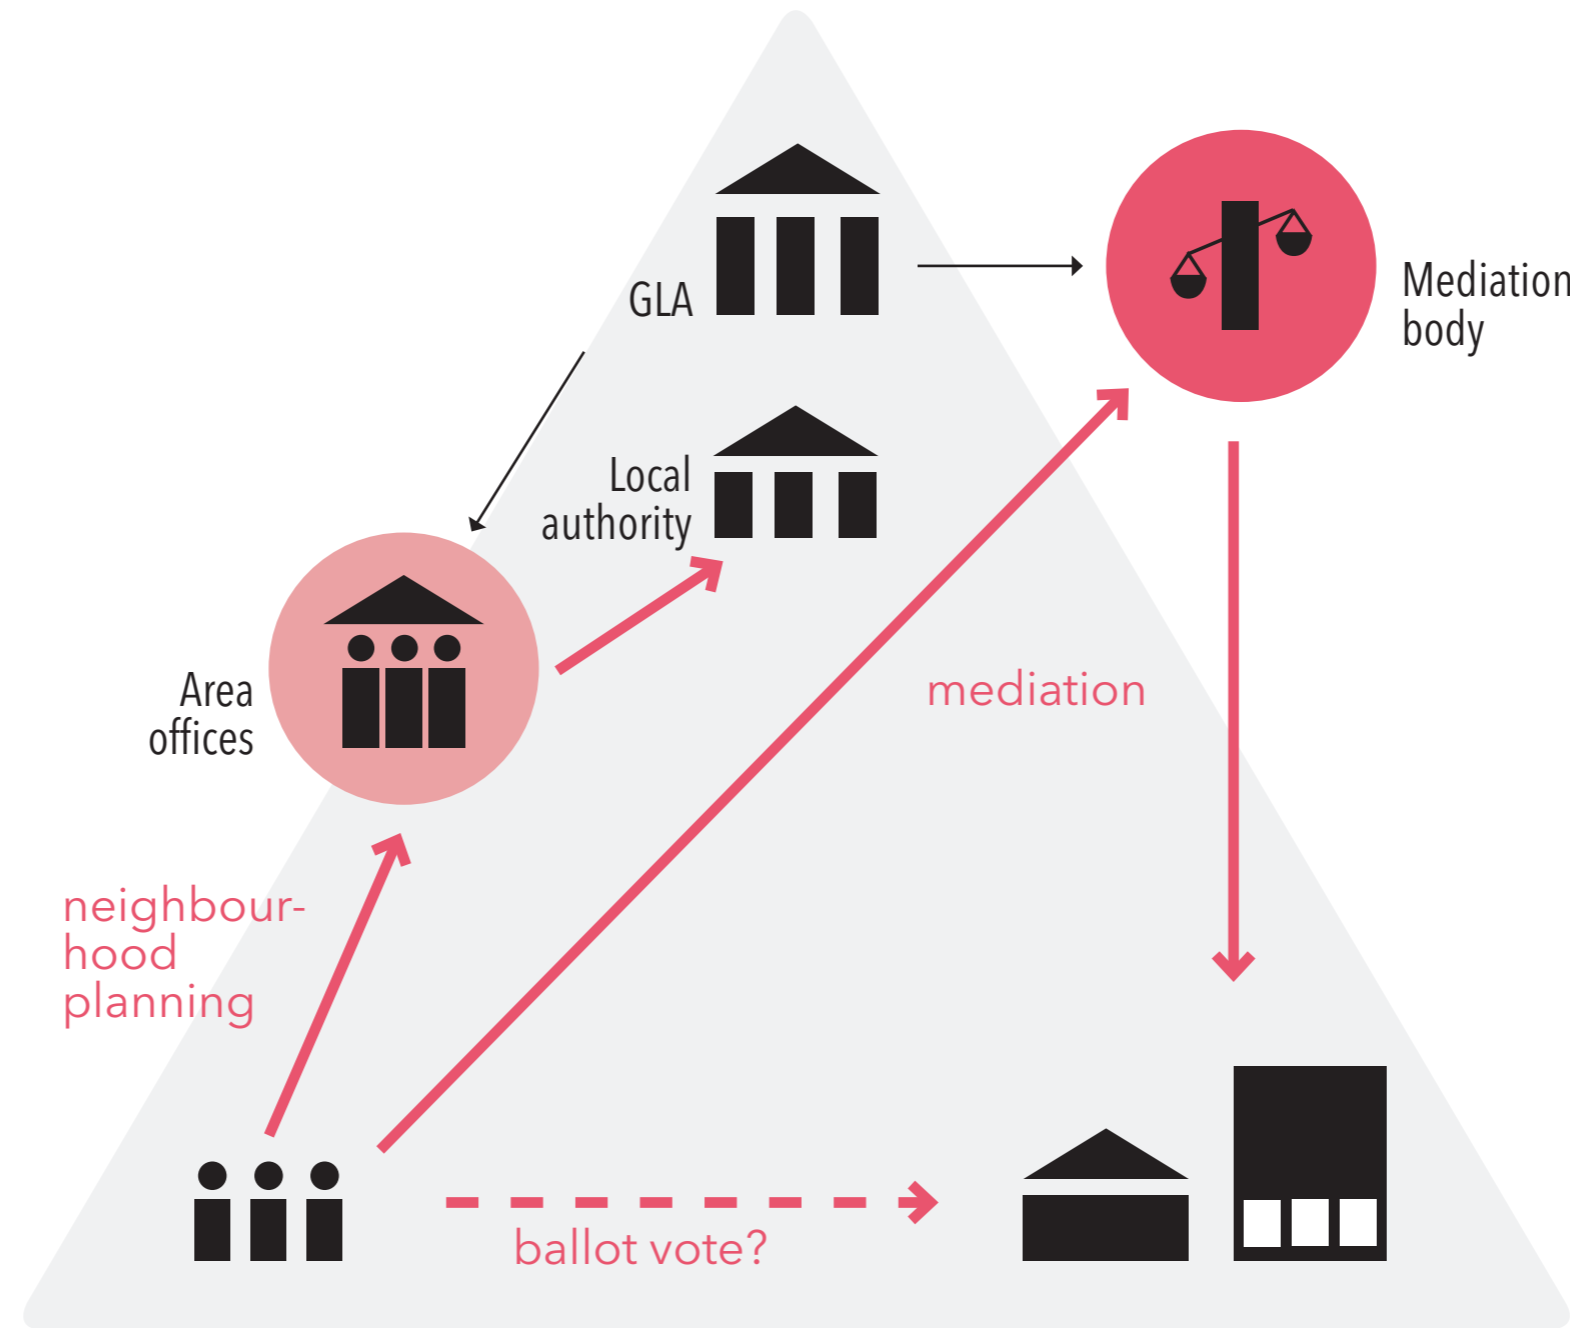 GLA
Mediation
body
Local
authority
Area
offices
mediation
neighbour-
hood
planning
ballot vote?